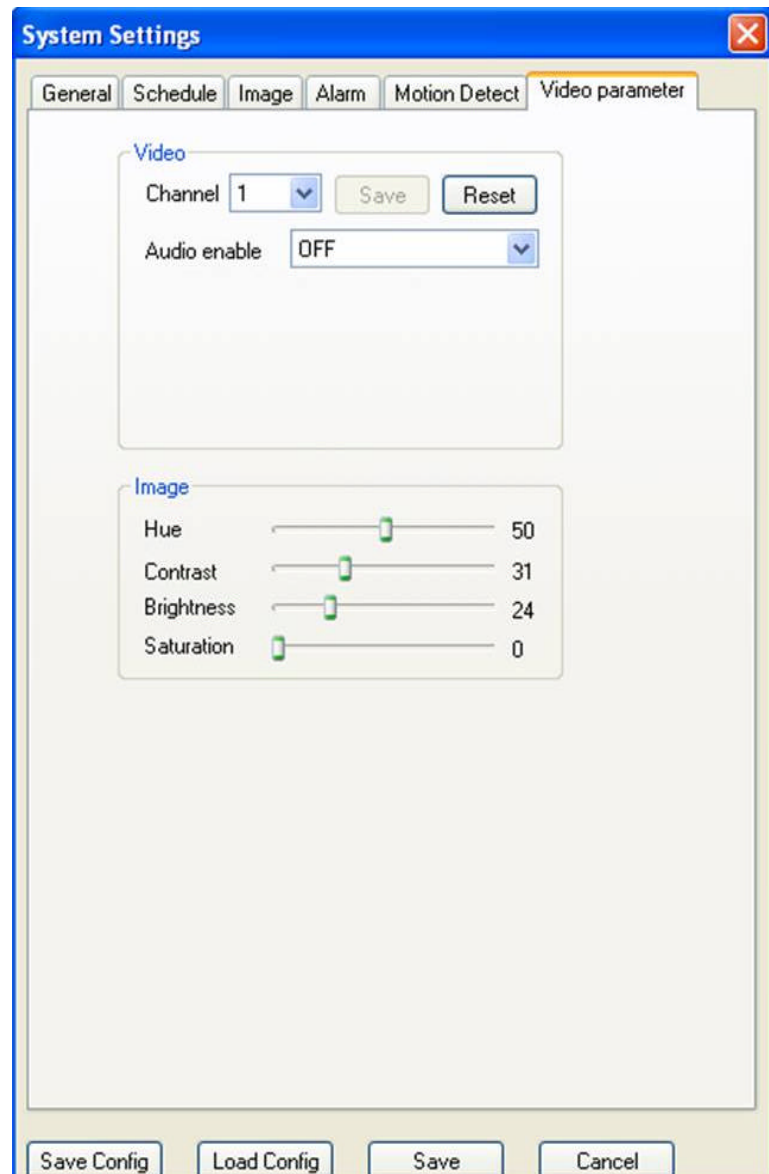 System Settings
General Schedule Image Alarm Motion Detect Video parameter
Video
Channel 1 Save Reset
Audio enable OFF
Image
Hue 50
Contrast 31
Brightness 24
Saturation 0
Save Config Load Config Save Cancel